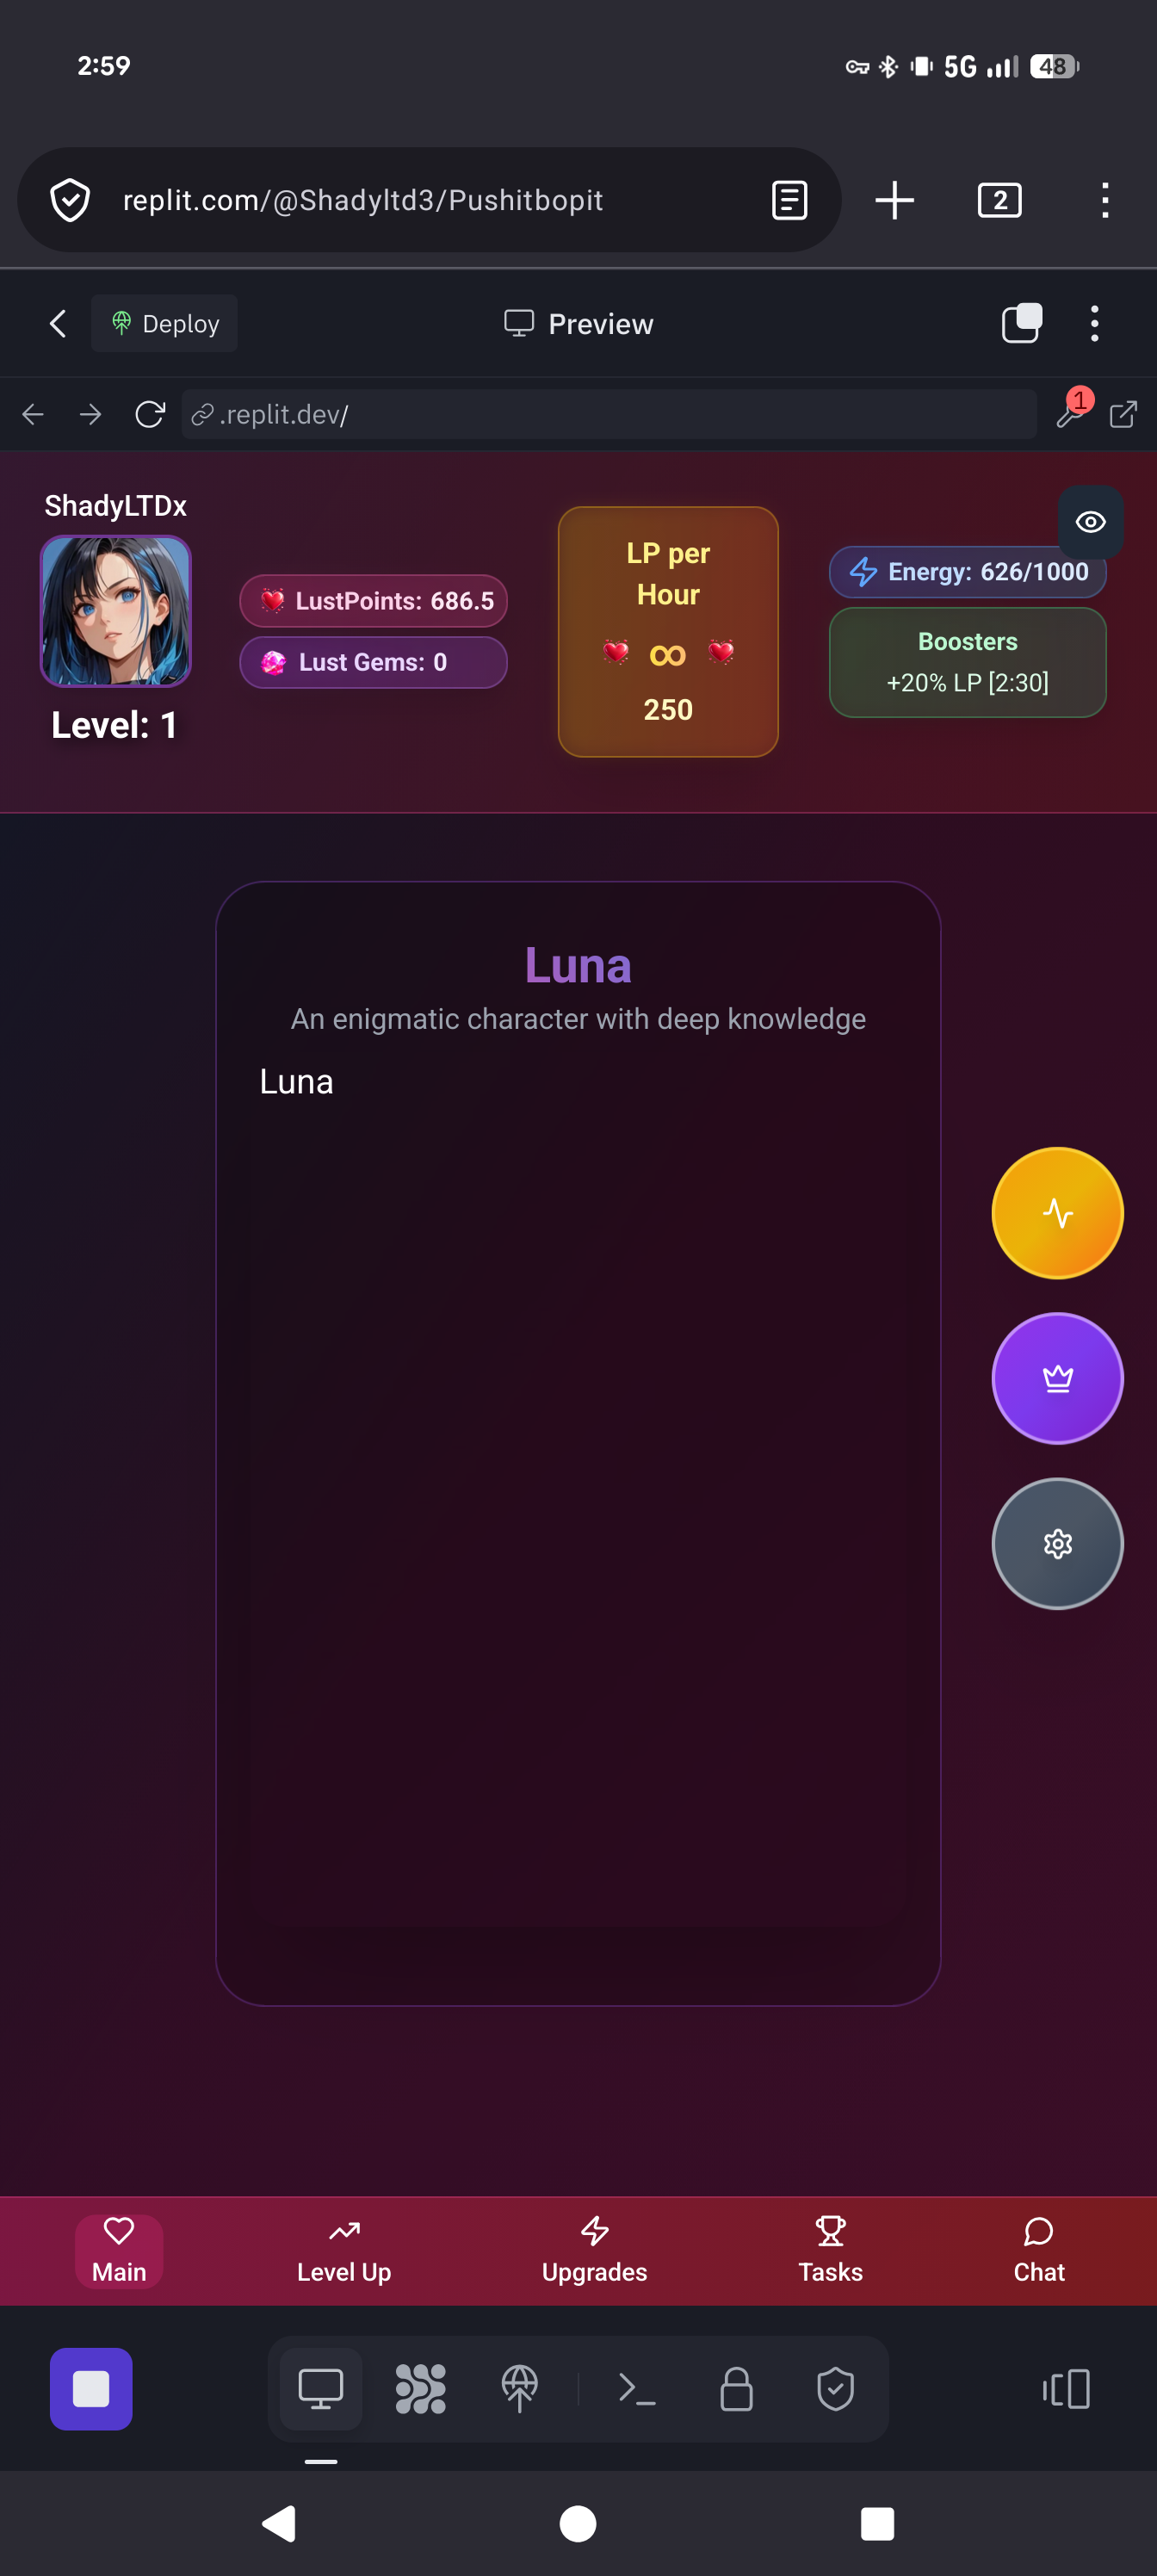 2:59
5G
48
replit.com/@Shadyltd3/Pushitbopit
2
Deploy
Preview
.replit.dev/
1
ShadyLTDx
Level: 1
LustPoints: 686.5
Lust Gems: 0
LP per
Hour
∞
250
Energy: 626/1000
Boosters
+20% LP [2:30]
Luna
An enigmatic character with deep knowledge
Luna
Main
Level Up
Upgrades
Tasks
Chat